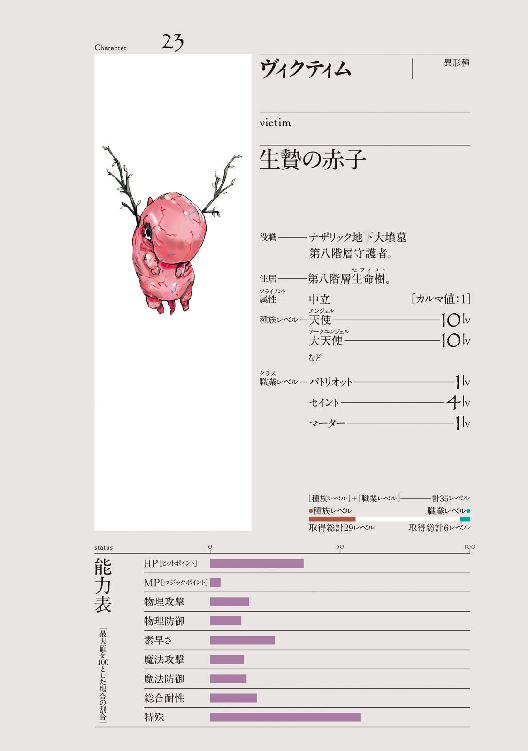 Character 23
ヴィクティム
異形種
victim
生贄の赤子
役職 ナザリック地下大墳墓
第八階層守護者。
住居 第八階層生命樹。
セフィロト
アライメント
属性 中立 [カルマ値:1]
種族レベル 天使 10lv
エンジェル
大天使 10lv
アークエンジェル
など
クラス
職業レベル パトリオット 1lv
セイント 4lv
マーター 1lv
[種族レベル]+[職業レベル] 計35レベル
●種族レベル 職業レベル●
取得総計29レベル 取得総計6レベル
status
0 50 100
能力表
[最大値を100とした場合の割合]
HP[ヒットポイント]
MP[マジックポイント]
物理攻撃
物理防御
素早さ
魔法攻撃
魔法防御
総合耐性
特殊